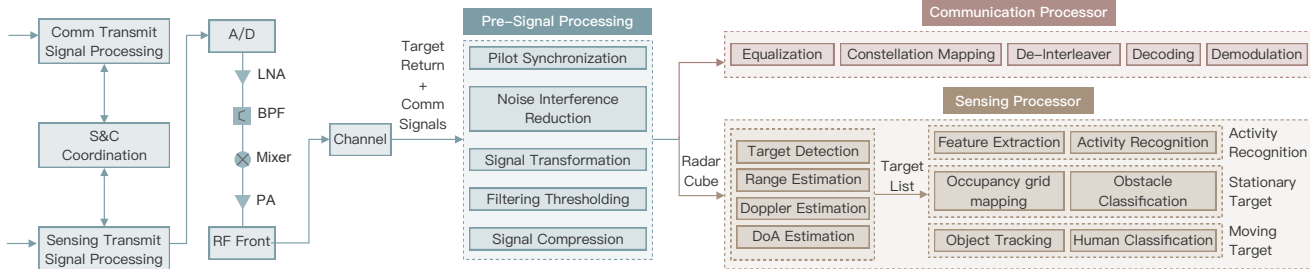 Comm Transmit
Signal Processing
S&C
Coordination
Sensing Transmit
Signal Processing
A/D
LNA
BPF
Mixer
PA
RF Front
Channel
Target
Return
+
Comm
Signals
Pre-Signal Processing
Pilot Synchronization
Noise Interference
Reduction
Signal Transformation
Filtering Thresholding
Signal Compression
Communication Processor
Equalization
Constellation Mapping
De-Interleaver
Decoding
Demodulation
Sensing Processor
Radar
Cube
Target Detection
Range Estimation
Doppler Estimation
DoA Estimation
Target
List
Feature Extraction
Activity Recognition
Activity
Recognition
Occupancy grid
mapping
Obstacle
Classification
Stationary
Target
Object Tracking
Human Classification
Moving
Target